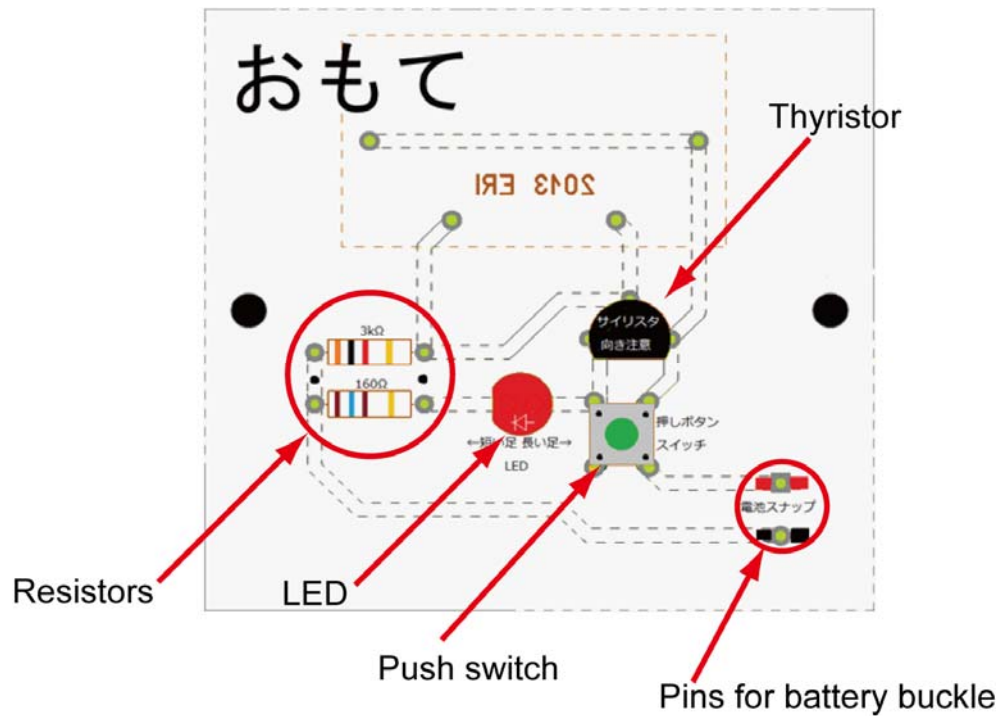 おもて
Thyristor
2013 ERI
サイリスタ
向き注意
3kΩ
160Ω
押しボタン
スイッチ
←短い足 長い足→
LED
電池スナップ
Resistors
LED
Push switch
Pins for battery buckle